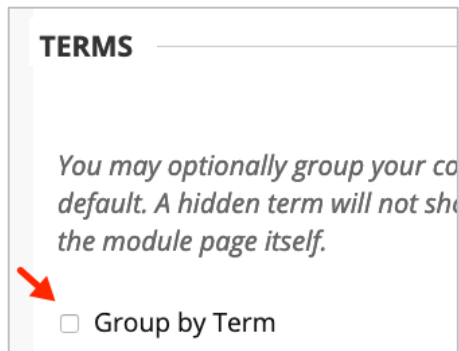 TERMS
You may optionally group your
default. A hidden term will not
the module page itself.
Group by Term